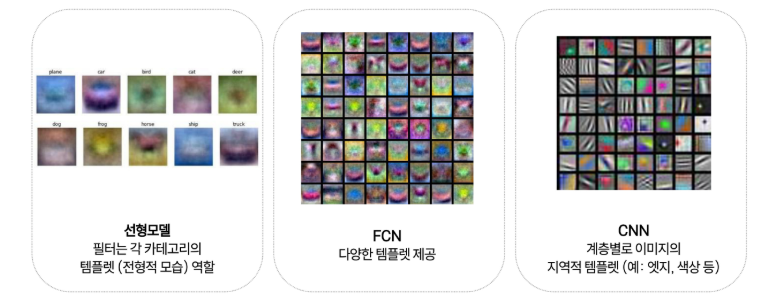 plane car bird cat deer
dog frog horse ship truck
선형모델
필터는 각 카테고리의
템플렛 (전형적 모습) 역할
FCN
다양한 템플렛 제공
CNN
계층별로 이미지의
지역적 템플렛 (예: 엣지, 색상 등)